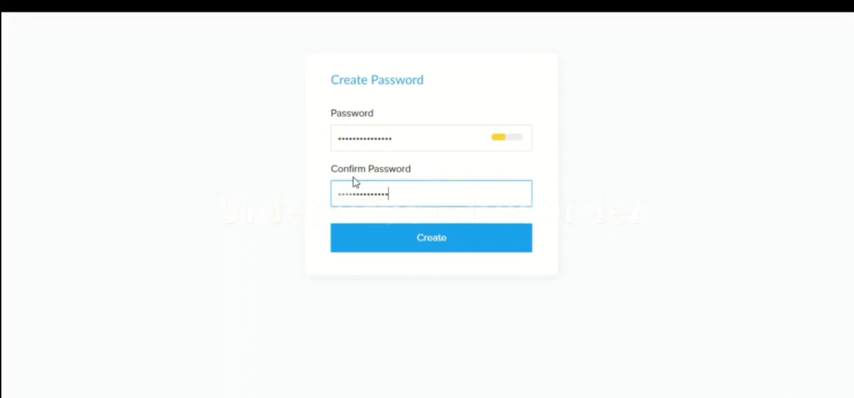 Create Password
Password
•••••••••••••••
Confirm Password
••••••••••••••
Create